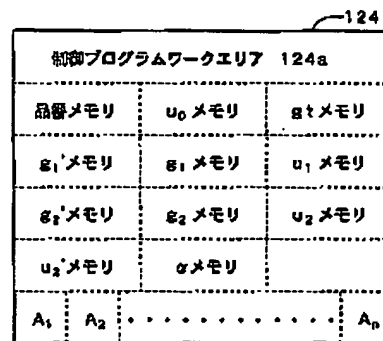 124
制御プログラムワークエリア 124a
品番メモリ u₀メモリ gtメモリ
g₁'メモリ g₁メモリ u₁メモリ
g₂'メモリ g₂メモリ u₂メモリ
u₂'メモリ αメモリ
A₁ A₂ ・・・・・・・・・ Aₙ